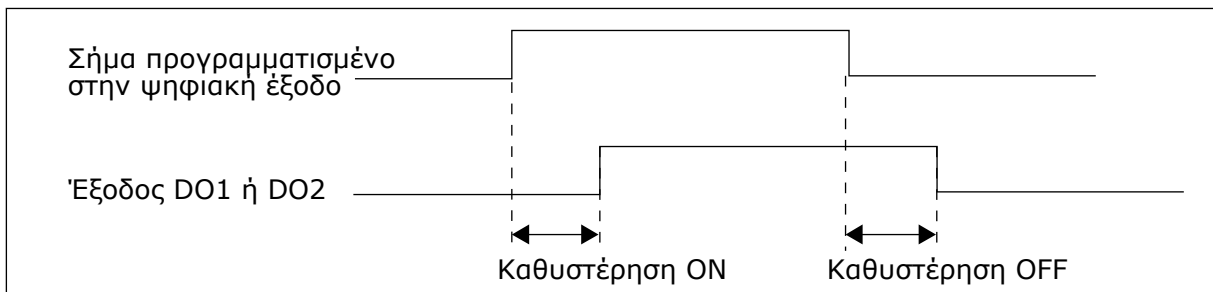 Σήμα προγραμματισμένο
στην ψηφιακή έξοδο
Έξοδος DO1 ή DO2
Καθυστέρηση ON
Καθυστέρηση OFF